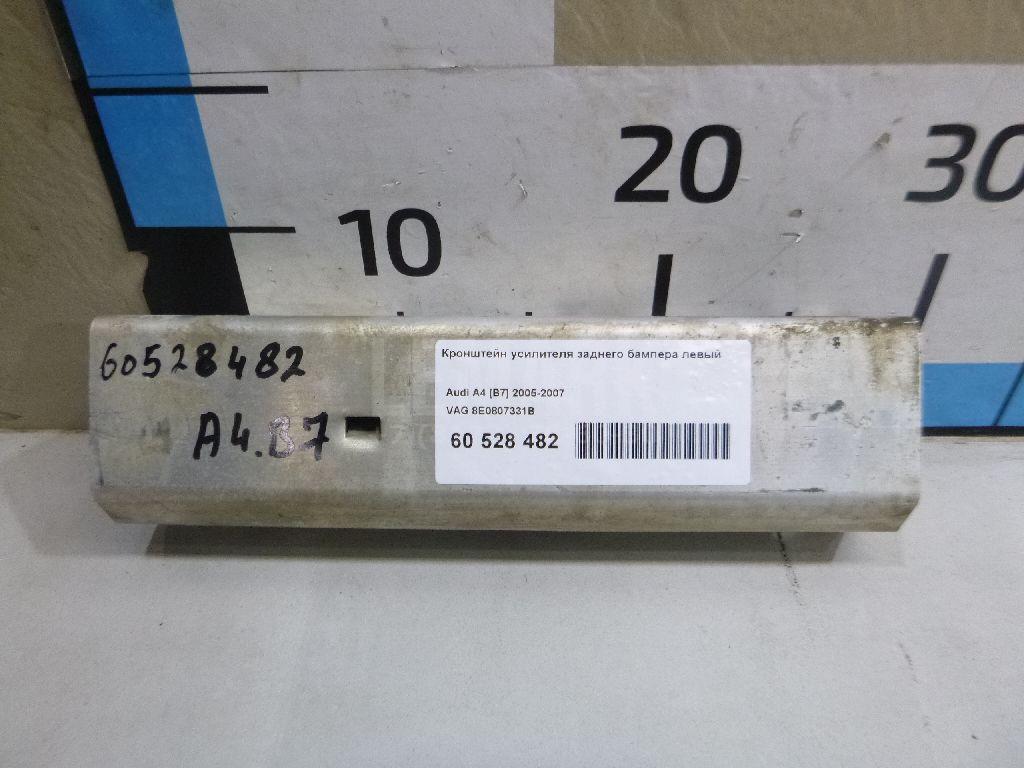 10 20 30
60528482
A4.B7
Кронштейн усилителя заднего бампера левый
Audi A4 [B7] 2005-2007
VAG 8E0807331B
60 528 482